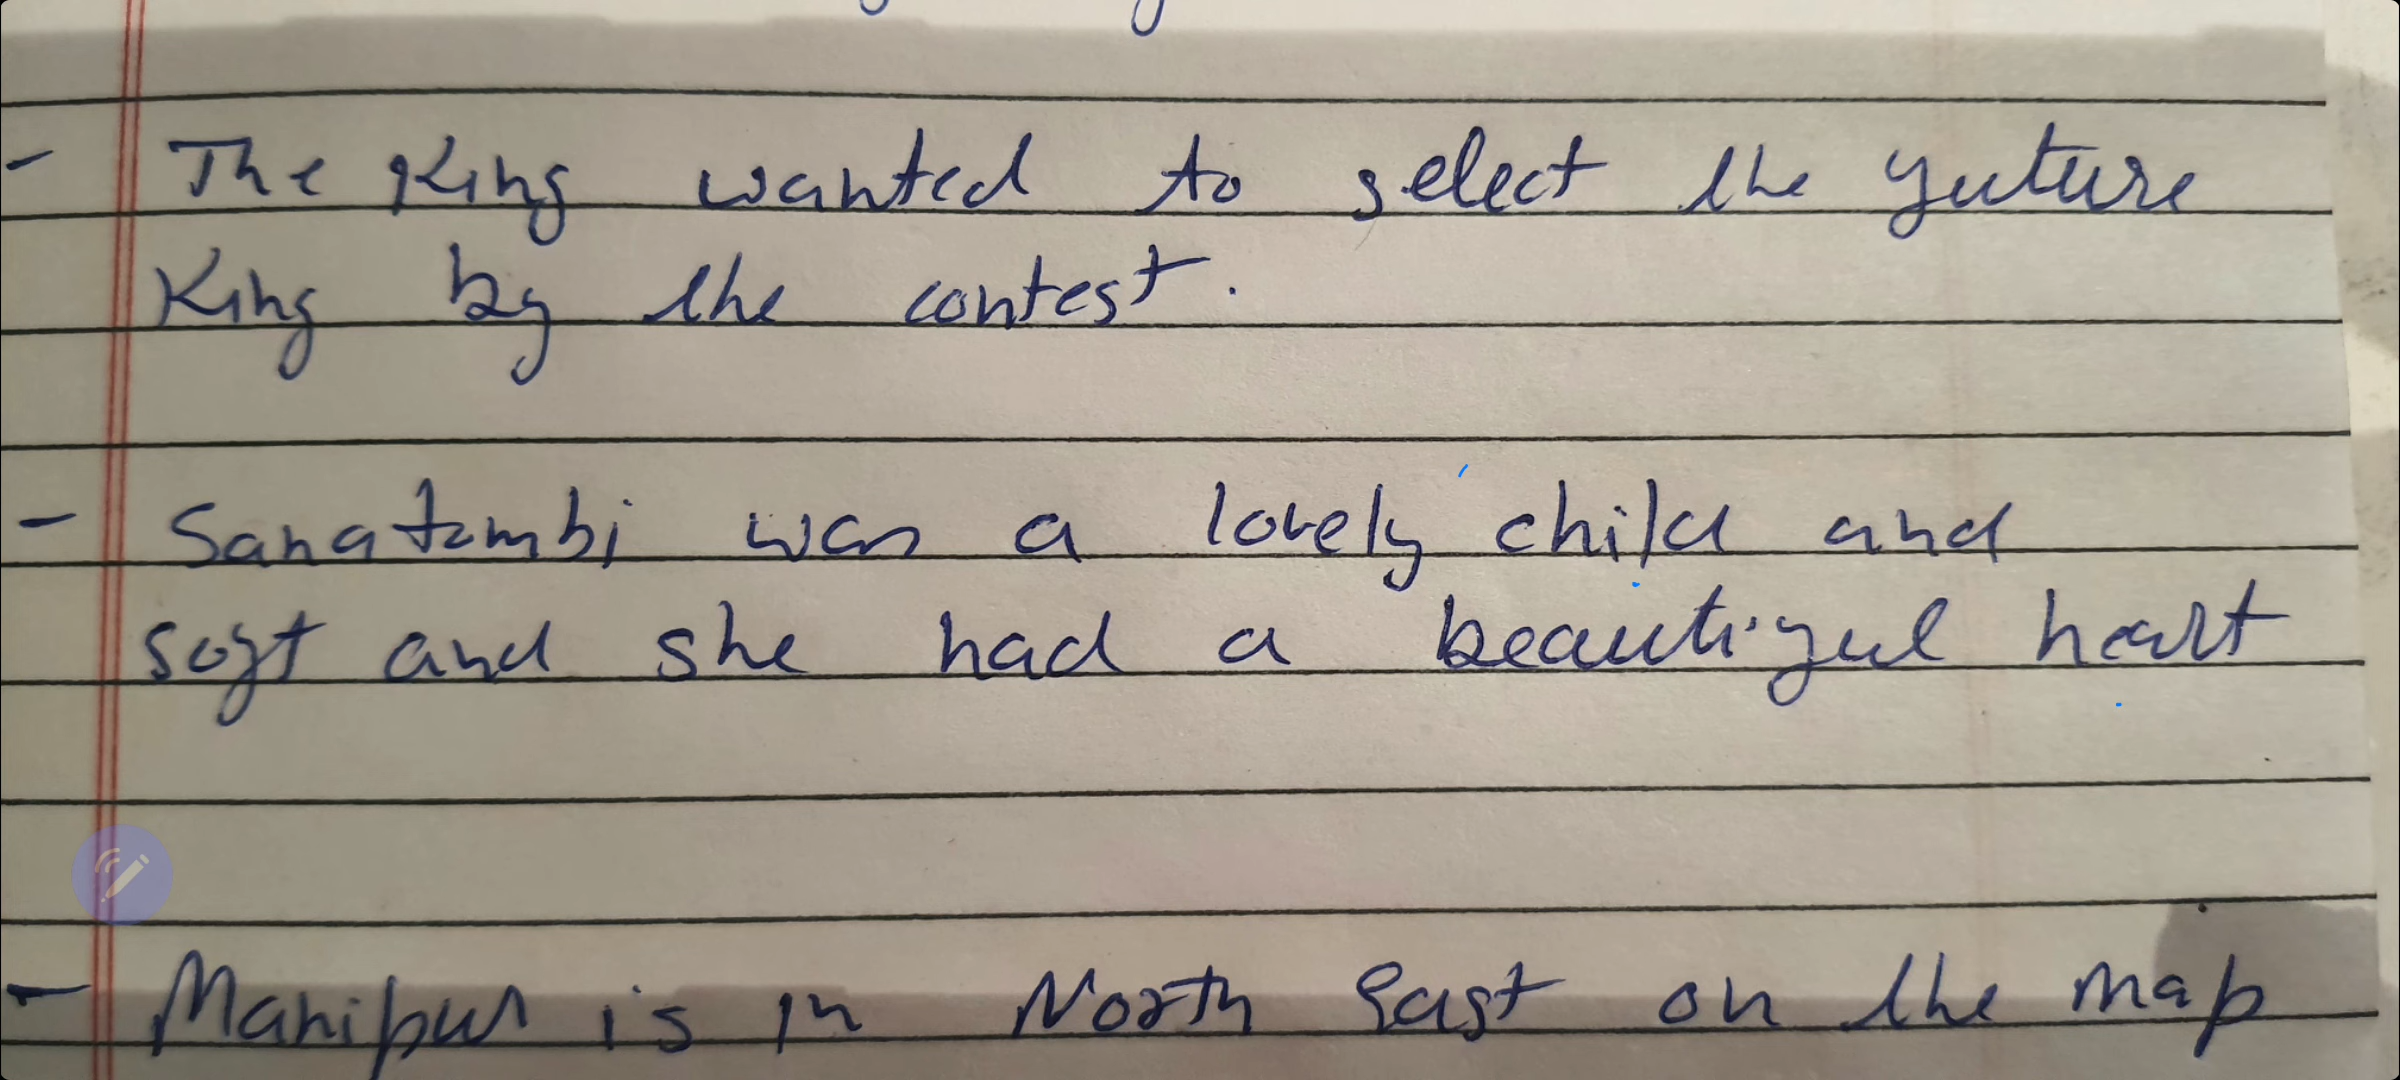 - The King wanted to select the future
King by the contest.
- Sanatombi was a lovely child and
soft and she had a beautiful heart
- Manipur is in North East on the map